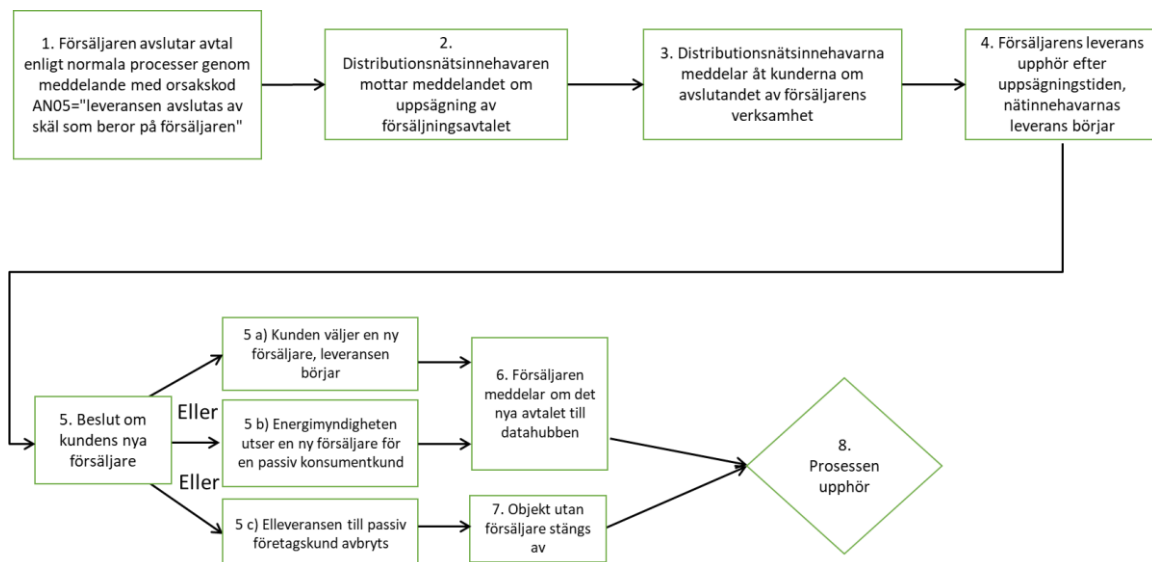 1. Försäljaren avslutar avtal
enligt normala processer genom
meddelande med orsakskod
AN05="leveransen avslutas av
skäl som beror på försäljaren"
2.
Distributionsnätsinnehavaren
mottar meddelandet om
uppsägning av
försäljningsavtalet
3. Distributionsnätsinnehavarna
meddelar åt kunderna om
avslutandet av försäljarens
verksamhet
4. Försäljarens leverans
upphör efter
uppsägningstiden,
nätinnehavarnas
leverans börjar
5. Beslut om
kundens nya
försäljare
5 a) Kunden väljer en ny
försäljare, leveransen
börjar
Eller
5 b) Energimyndigheten
utser en ny försäljare för
en passiv konsumentkund
Eller
5 c) Elleveransen till passiv
företagskund avbryts
6. Försäljaren
meddelar om det
nya avtalet till
datahubben
7. Objekt utan
försäljare stängs
av
8.
Prosessen
upphör